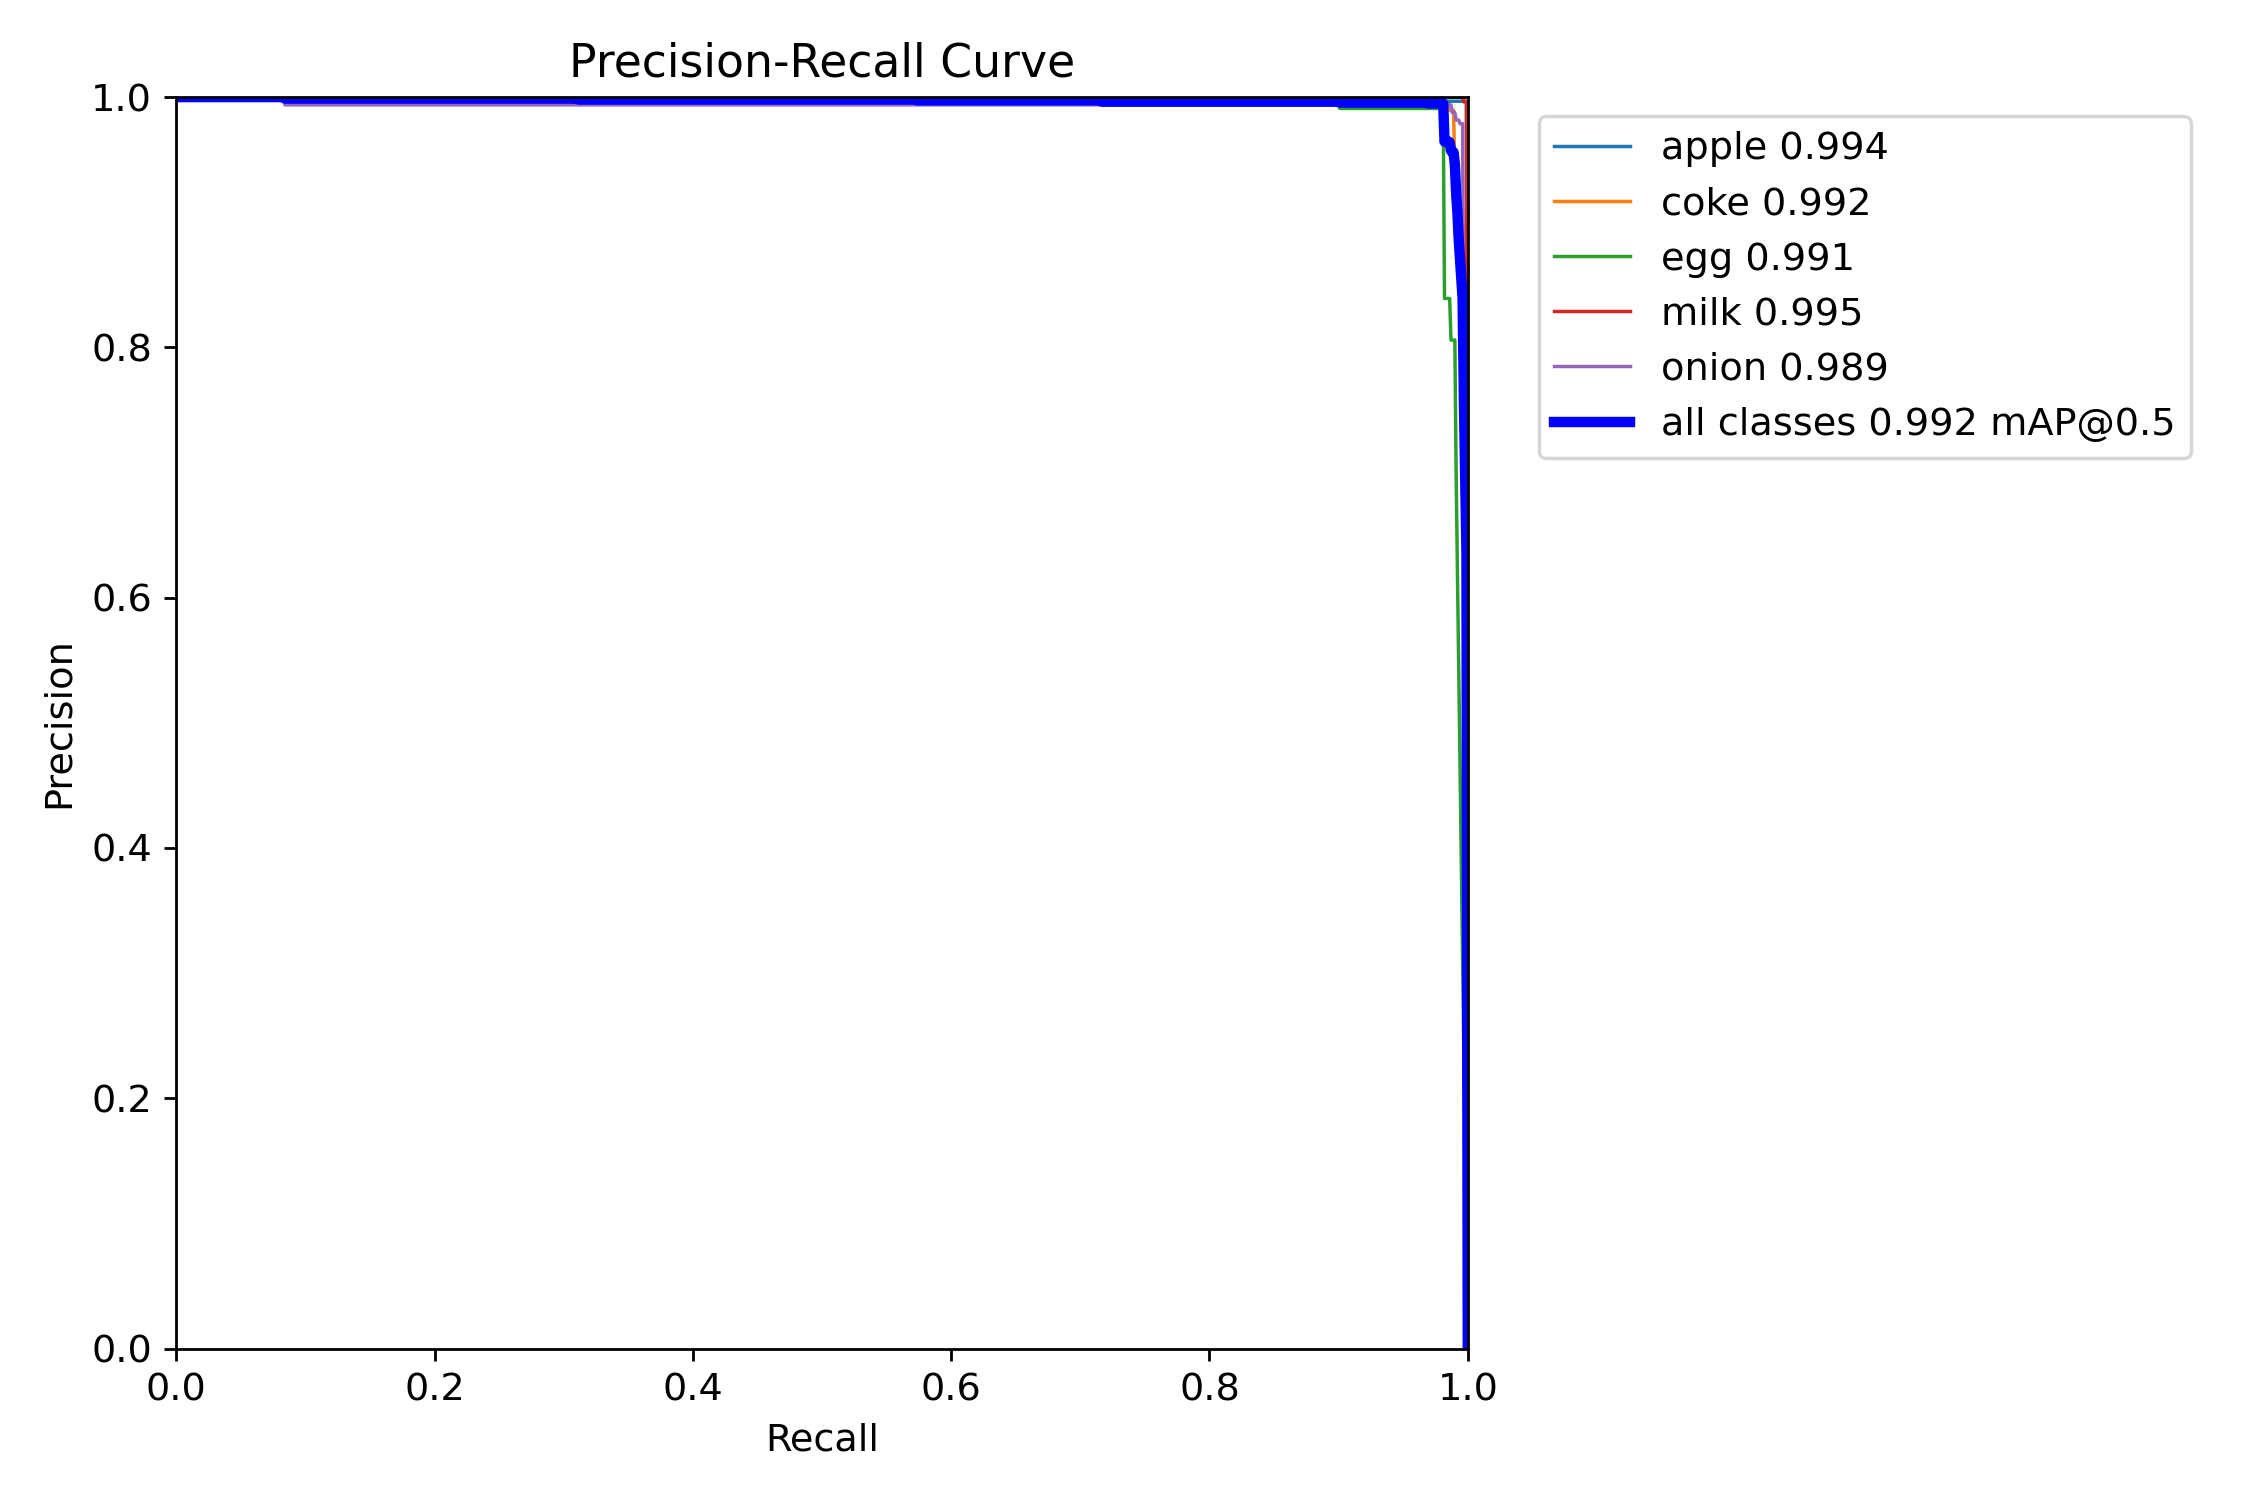 Precision-Recall Curve
1.0
0.8
0.6
0.4
0.2
0.0
Precision
0.0 0.2 0.4 0.6 0.8 1.0
Recall
apple 0.994
coke 0.992
egg 0.991
milk 0.995
onion 0.989
all classes 0.992 mAP@0.5